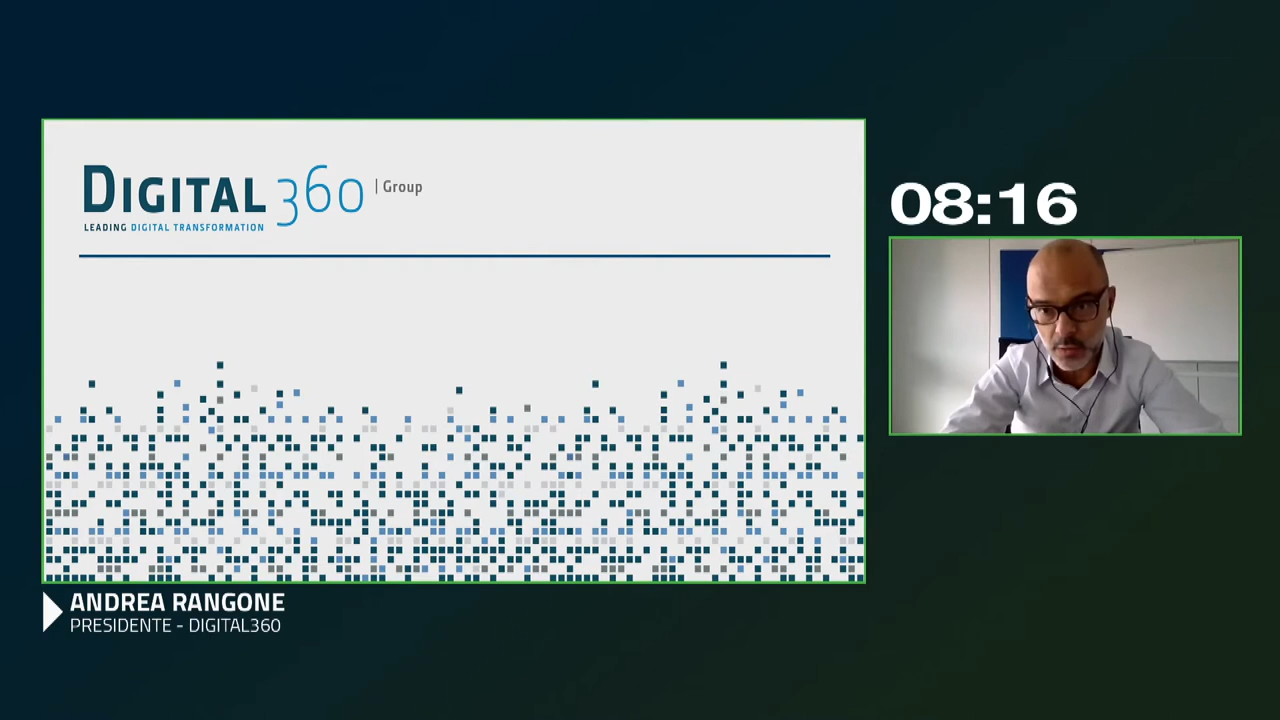 DIGITAL 360 | Group
LEADING DIGITAL TRANSFORMATION
08:16
ANDREA RANGONE
PRESIDENTE - DIGITAL360